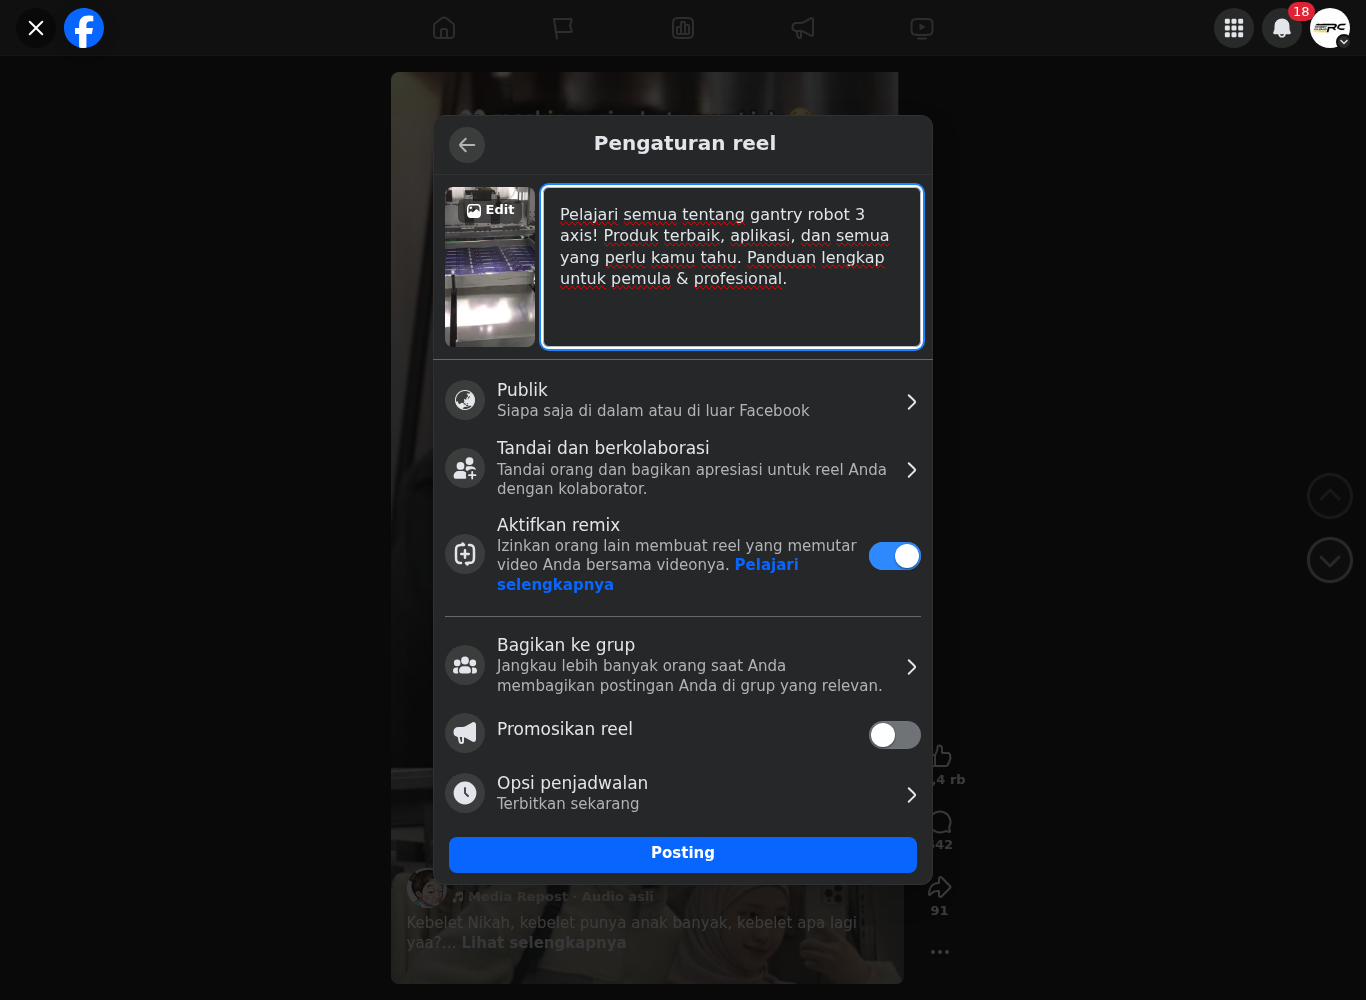 18
RC
Pengaturan reel
Edit
Pelajari semua tentang gantry robot 3
axis! Produk terbaik, aplikasi, dan semua
yang perlu kamu tahu. Panduan lengkap
untuk pemula & profesional.
Publik
Siapa saja di dalam atau di luar Facebook
Tandai dan berkolaborasi
Tandai orang dan bagikan apresiasi untuk reel Anda
dengan kolaborator.
Aktifkan remix
Izinkan orang lain membuat reel yang memutar
video Anda bersama videonya. Pelajari
selengkapnya
Bagikan ke grup
Jangkau lebih banyak orang saat Anda
membagikan postingan Anda di grup yang relevan.
Promosikan reel
Opsi penjadwalan
Terbitkan sekarang
Posting
,4 rb
42
91
Media Repost · Audio asli
Kebelet Nikah, kebelet punya anak banyak, kebelet apa lagi
yaa?... Lihat selengkapnya